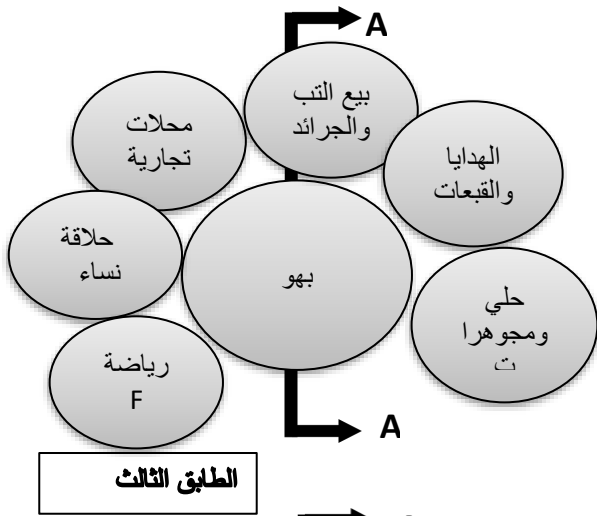 A
بيع التب
والجرائد
محلات
تجارية
الهدايا
والقبعات
حلاقة
نساء
بهو
حلي
ومجوهرا
ت
رياضة
F
A
الطابق الثالث